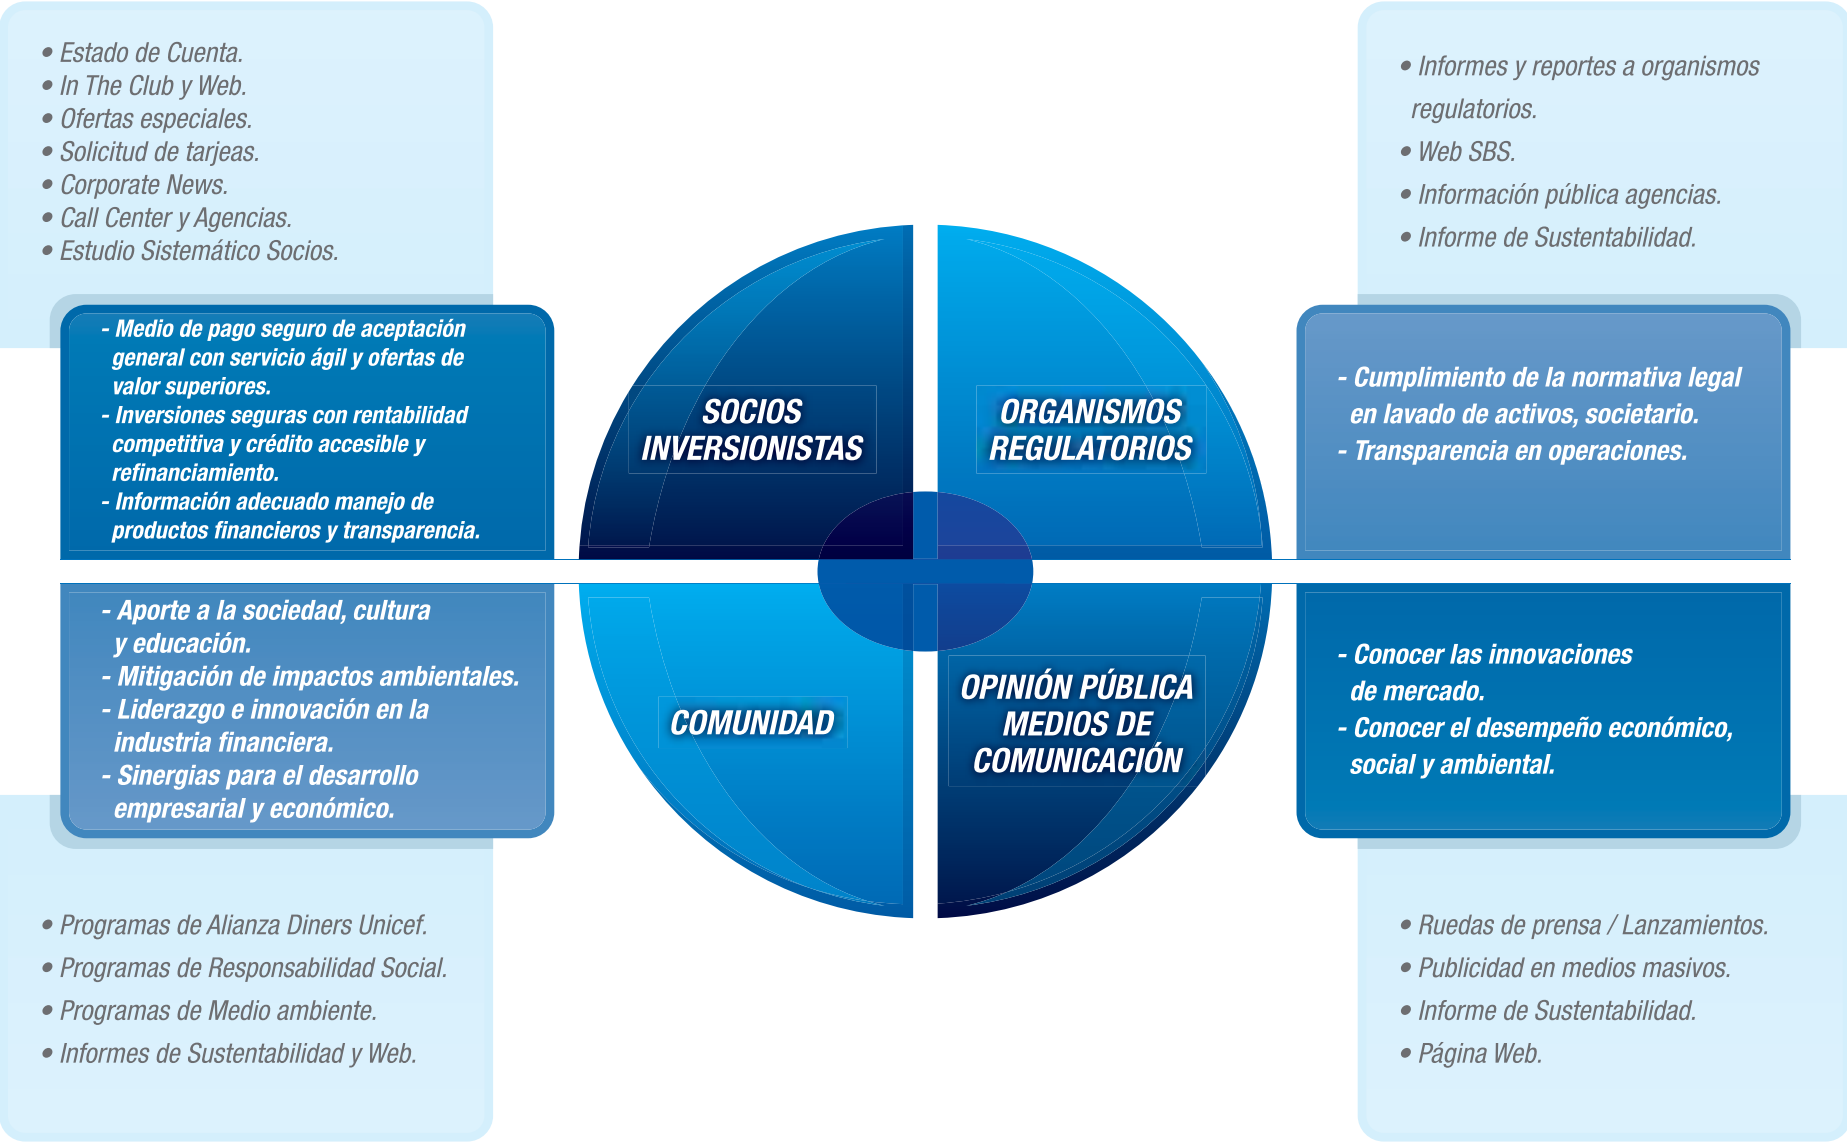 • Estado de Cuenta.
• In The Club y Web.
• Ofertas especiales.
• Solicitud de tarjeas.
• Corporate News.
• Call Center y Agencias.
• Estudio Sistemático Socios.
- Medio de pago seguro de aceptación
general con servicio ágil y ofertas de
valor superiores.
- Inversiones seguras con rentabilidad
competitiva y crédito accesible y
refinanciamiento.
- Información adecuado manejo de
productos financieros y transparencia.
SOCIOS
INVERSIONISTAS
ORGANISMOS
REGULATORIOS
• Informes y reportes a organismos
regulatorios.
• Web SBS.
• Información pública agencias.
• Informe de Sustentabilidad.
- Cumplimiento de la normativa legal
en lavado de activos, societario.
- Transparencia en operaciones.
- Aporte a la sociedad, cultura
y educación.
- Mitigación de impactos ambientales.
- Liderazgo e innovación en la
industria financiera.
- Sinergias para el desarrollo
empresarial y económico.
• Programas de Alianza Diners Unicef.
• Programas de Responsabilidad Social.
• Programas de Medio ambiente.
• Informes de Sustentabilidad y Web.
COMUNIDAD
OPINIÓN PÚBLICA
MEDIOS DE
COMUNICACIÓN
- Conocer las innovaciones
de mercado.
- Conocer el desempeño económico,
social y ambiental.
• Ruedas de prensa / Lanzamientos.
• Publicidad en medios masivos.
• Informe de Sustentabilidad.
• Página Web.